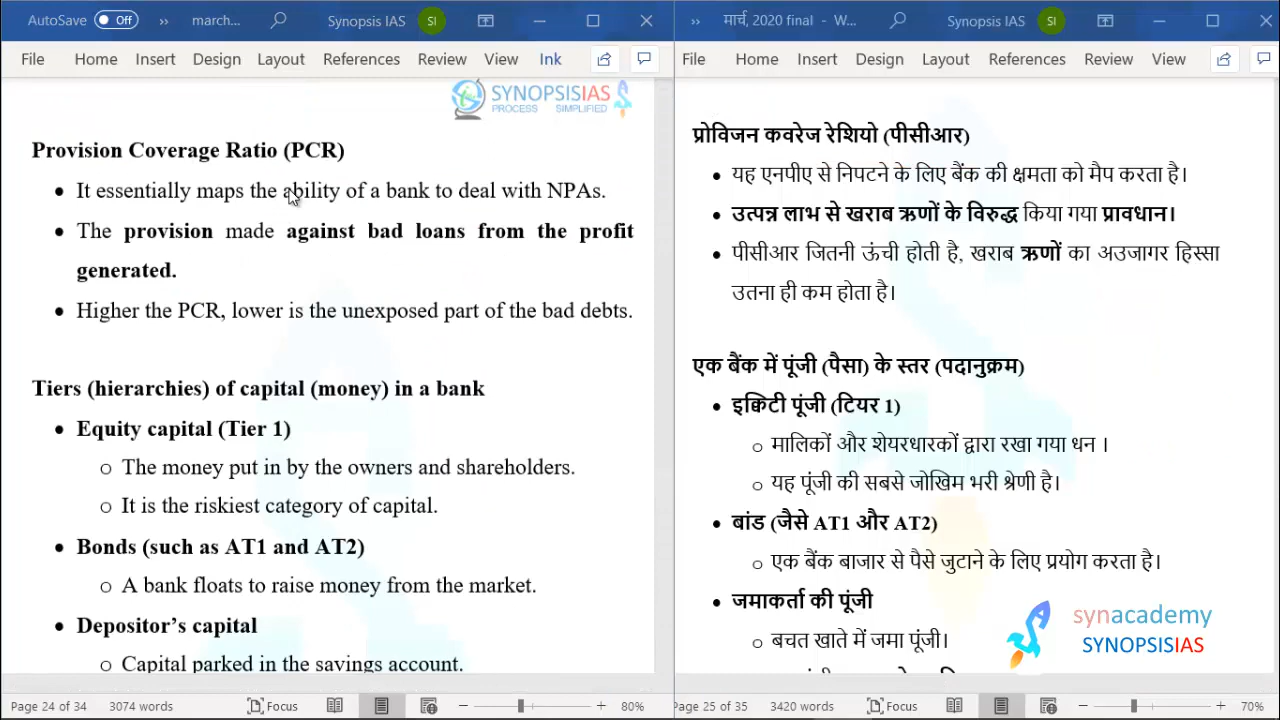 AutoSave Off march... Synopsis IAS SI
File Home Insert Design Layout References Review View Ink
SYNOPSISIAS
PROCESS SIMPLIFIED
Provision Coverage Ratio (PCR)
• It essentially maps the ability of a bank to deal with NPAs.
• The provision made against bad loans from the profit
generated.
• Higher the PCR, lower is the unexposed part of the bad debts.
Tiers (hierarchies) of capital (money) in a bank
• Equity capital (Tier 1)
o The money put in by the owners and shareholders.
o It is the riskiest category of capital.
• Bonds (such as AT1 and AT2)
o A bank floats to raise money from the market.
• Depositor's capital
o Capital parked in the savings account.
Page 24 of 34 3074 words Focus 80%
मार्च, 2020 final - W... Synopsis IAS SI
File Home Insert Design Layout References Review View
प्रोविजन कवरेज रेशियो (पीसीआर)
• यह एनपीए से निपटने के लिए बैंक की क्षमता को मैप करता है।
• उत्पन्न लाभ से खराब ऋणों के विरुद्ध किया गया प्रावधान।
• पीसीआर जितनी ऊंची होती है, खराब ऋणों का अउजागर हिस्सा
उतना ही कम होता है।
एक बैंक में पूंजी (पैसा) के स्तर (पदानुक्रम)
• इक्विटी पूंजी (टियर 1)
o मालिकों और शेयरधारकों द्वारा रखा गया धन ।
o यह पूंजी की सबसे जोखिम भरी श्रेणी है।
• बांड (जैसे AT1 और AT2)
o एक बैंक बाजार से पैसे जुटाने के लिए प्रयोग करता है।
• जमाकर्ता की पूंजी
o बचत खाते में जमा पूंजी।
synacademy
SYNOPSISIAS
Page 25 of 35 3420 words Focus 70%